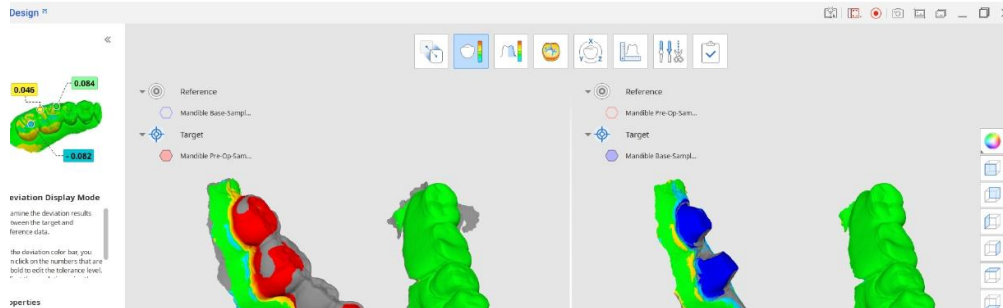 Design
«
0.046
0.084
- 0.082
Reference
Mandible Base-Sampl...
Target
Mandible Pre-Op-Sam...
Reference
Mandible Pre-Op-Sam...
Target
Mandible Base-Sampl...
X
Y
Z
eviation Display Mode
amine the deviation results
tween the target and
ference data.
the deviation color bar, you
n click on the numbers that are
bold to edit the tolerance level.
operties